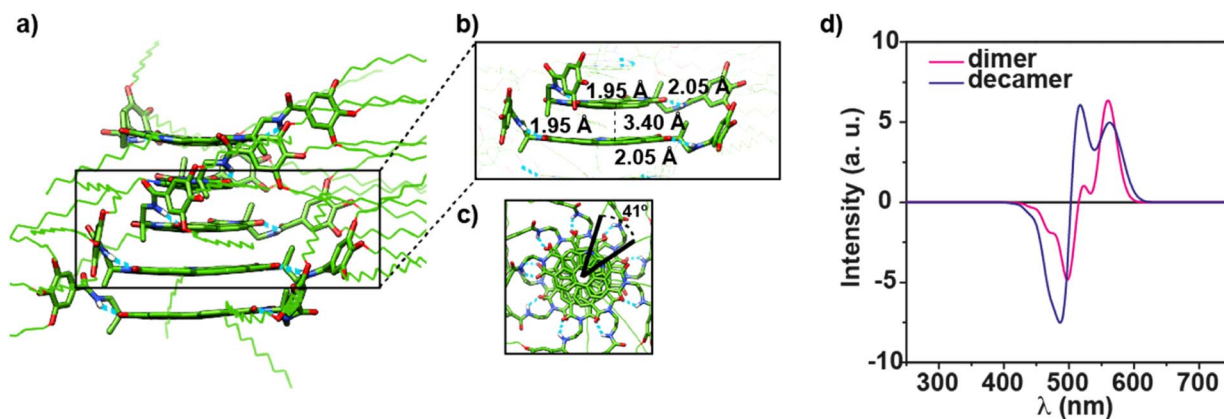 a)
b)
1.95 Å
2.05 Å
1.95 Å
3.40 Å
2.05 Å
c)
41º
d)
dimer
decamer
Intensity (a. u.)
10
5
0
-5
-10
300
400
500
600
700
λ (nm)